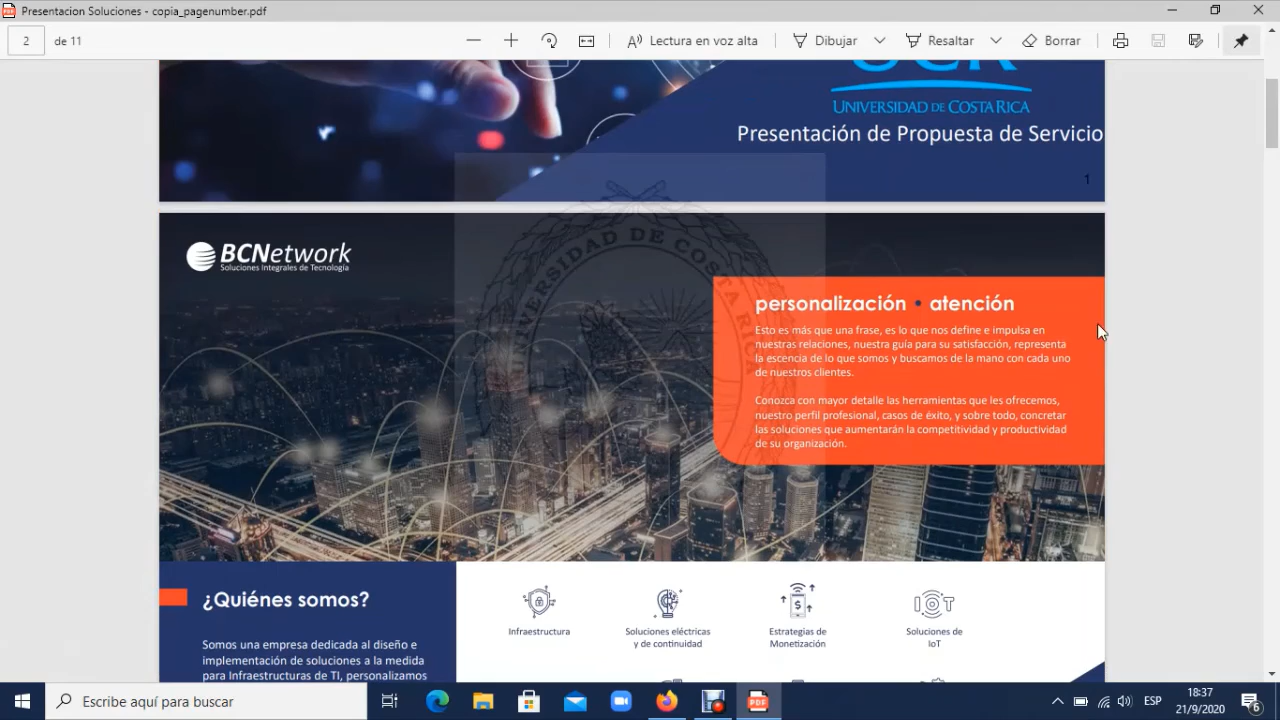 Presentacion Soluciones - copia_pagenumber.pdf
2 de 11
Lectura en voz alta
Dibujar
Resaltar
Borrar
UNIVERSIDAD DE COSTA RICA
Presentación de Propuesta de Servicio
1
BCNetwork
Soluciones Integrales de Tecnología
personalización • atención
Esto es más que una frase, es lo que nos define e impulsa en
nuestras relaciones, nuestra guía para su satisfacción, representa
la escencia de lo que somos y buscamos de la mano con cada uno
de nuestros clientes.
Conozca con mayor detalle las herramientas que les ofrecemos,
nuestro perfil profesional, casos de éxito, y sobre todo, concretar
las soluciones que aumentarán la competitividad y productividad
de su organización.
¿Quiénes somos?
Somos una empresa dedicada al diseño e
implementación de soluciones a la medida
para Infraestructuras de TI, personalizamos
Infraestructura
Soluciones eléctricas
y de continuidad
Estrategias de
Monetización
IOT
Soluciones de
IoT
Escribe aquí para buscar
PDF
ESP
18:37
21/9/2020
6